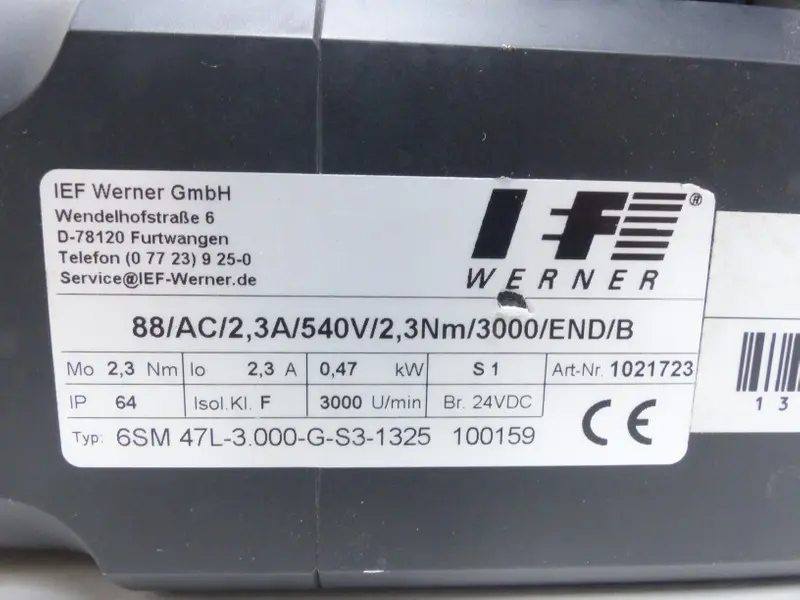 IEF Werner GmbH
Wendelhofstraße 6
D-78120 Furtwangen
Telefon (0 77 23) 9 25-0
Service@IEF-Werner.de
IEF®
WERNER
88/AC/2,3A/540V/2,3Nm/3000/END/B
Mo 2,3 Nm Io 2,3 A 0,47 kW S 1 Art-Nr. 1021723
IP 64 Isol.Kl. F 3000 U/min Br. 24VDC CE
Typ: 6SM 47L-3.000-G-S3-1325 100159
13